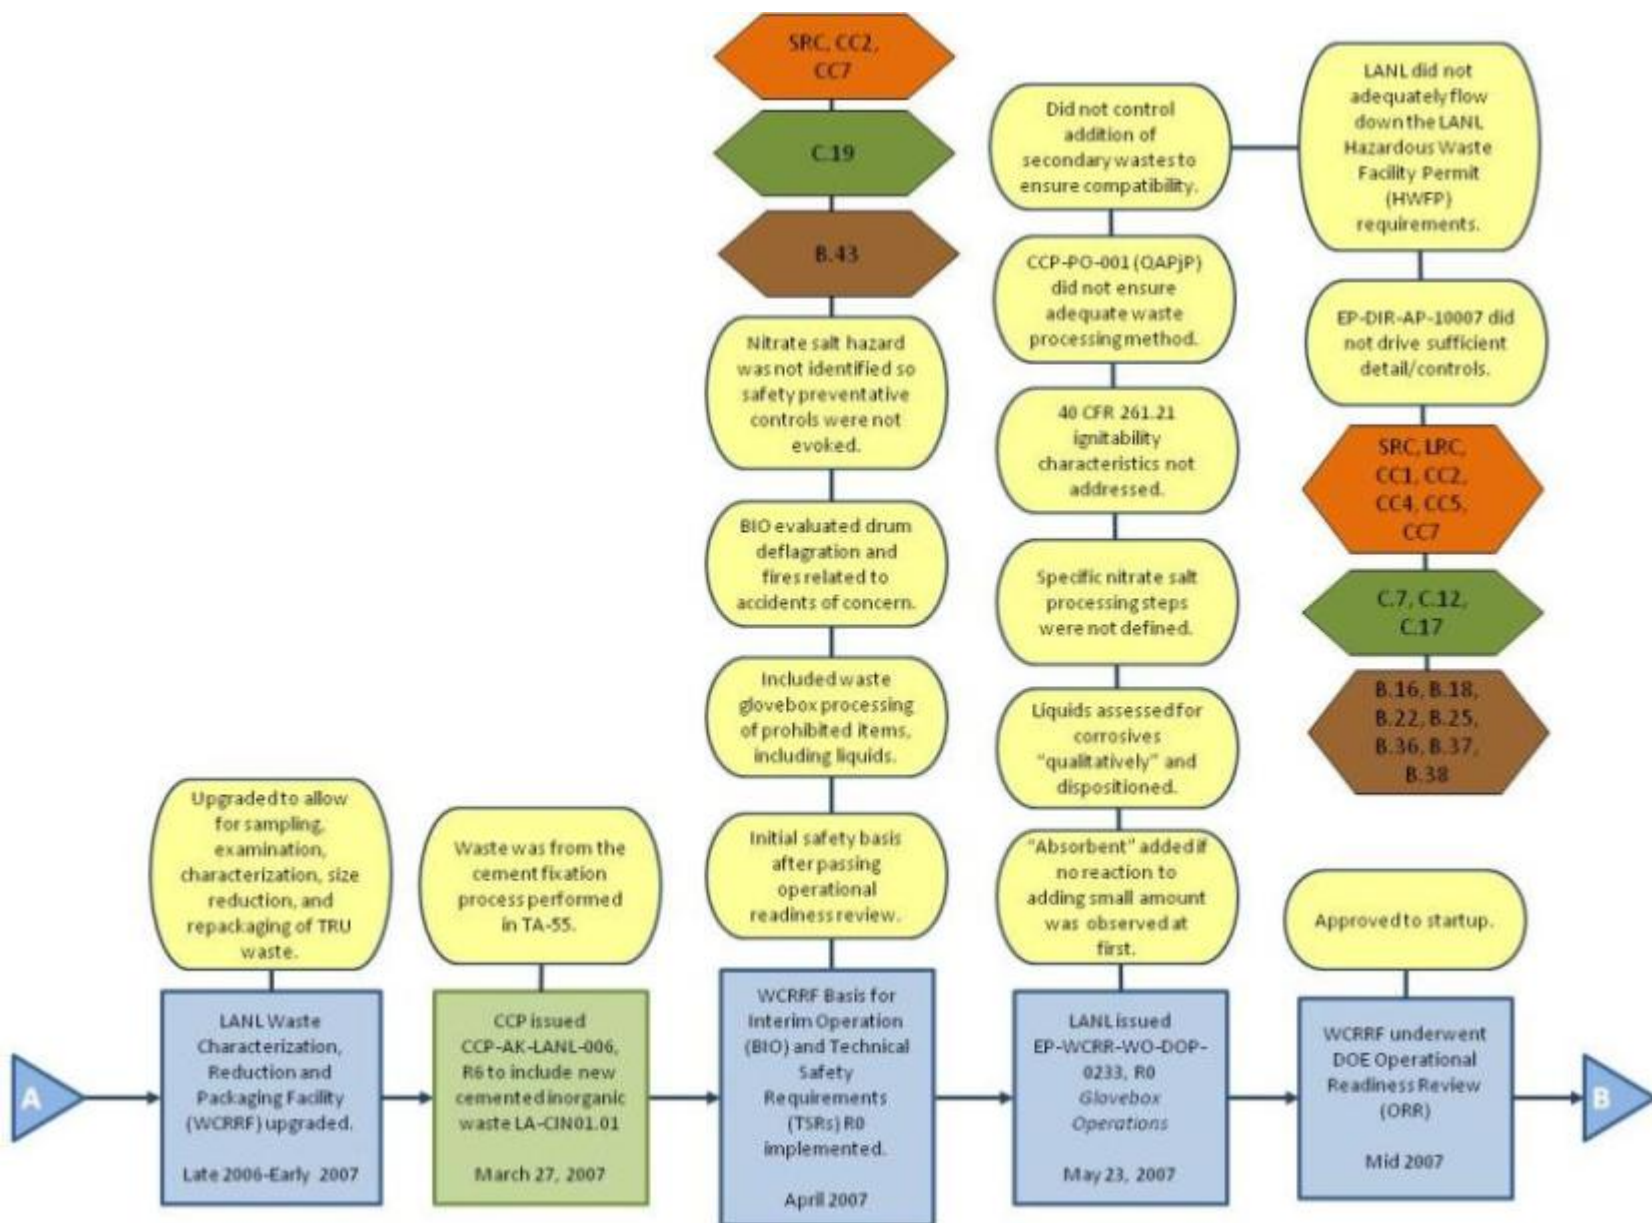 SRC, CC2,
CC7
C.19
B.43
Nitrate salt hazard
was not identified so
safety preventative
controls were not
evoked.
BIO evaluated drum
deflagration and
fires related to
accidents of concern.
Included waste
glovebox processing
of prohibited items,
including liquids.
Initial safety basis
after passing
operational
readiness review.
Did not control
addition of
secondary wastes to
ensure compatibility.
CCP-PO-001 (QAPjP)
did not ensure
adequate waste
processing method.
40 CFR 261.21
ignitability
characteristics not
addressed.
Specific nitrate salt
processing steps
were not defined.
Liquids assessed for
corrosives
"qualitatively" and
dispositioned.
"Absorbent" added if
no reaction to
adding small amount
was observed at
first.
LANL did not
adequately flow
down the LANL
Hazardous Waste
Facility Permit
(HWFP)
requirements.
EP-DIR-AP-10007 did
not drive sufficient
detail/controls.
SRC, LRC,
CC1, CC2,
CC4, CC5,
CC7
C.7, C.12,
C.17
B.16, B.18,
B.22, B.25,
B.36, B.37,
B.38
Upgraded to allow
for sampling,
examination,
characterization, size
reduction, and
repackaging of TRU
waste.
Waste was from the
cement fixation
process performed
in TA-55.
Approved to startup.
A
LANL Waste
Characterization,
Reduction and
Packaging Facility
(WCRRF) upgraded.
Late 2006-Early 2007
CCP issued
CCP-AK-LANL-006,
R6 to include new
cemented inorganic
waste LA-CIN01.01
March 27, 2007
WCRRF Basis for
Interim Operation
(BIO) and Technical
Safety
Requirements
(TSRs) R0
implemented.
April 2007
LANL issued
EP-WCRR-WO-DOP-
0233, R0
Glovebox
Operations
May 23, 2007
WCRRF underwent
DOE Operational
Readiness Review
(ORR)
Mid 2007
B